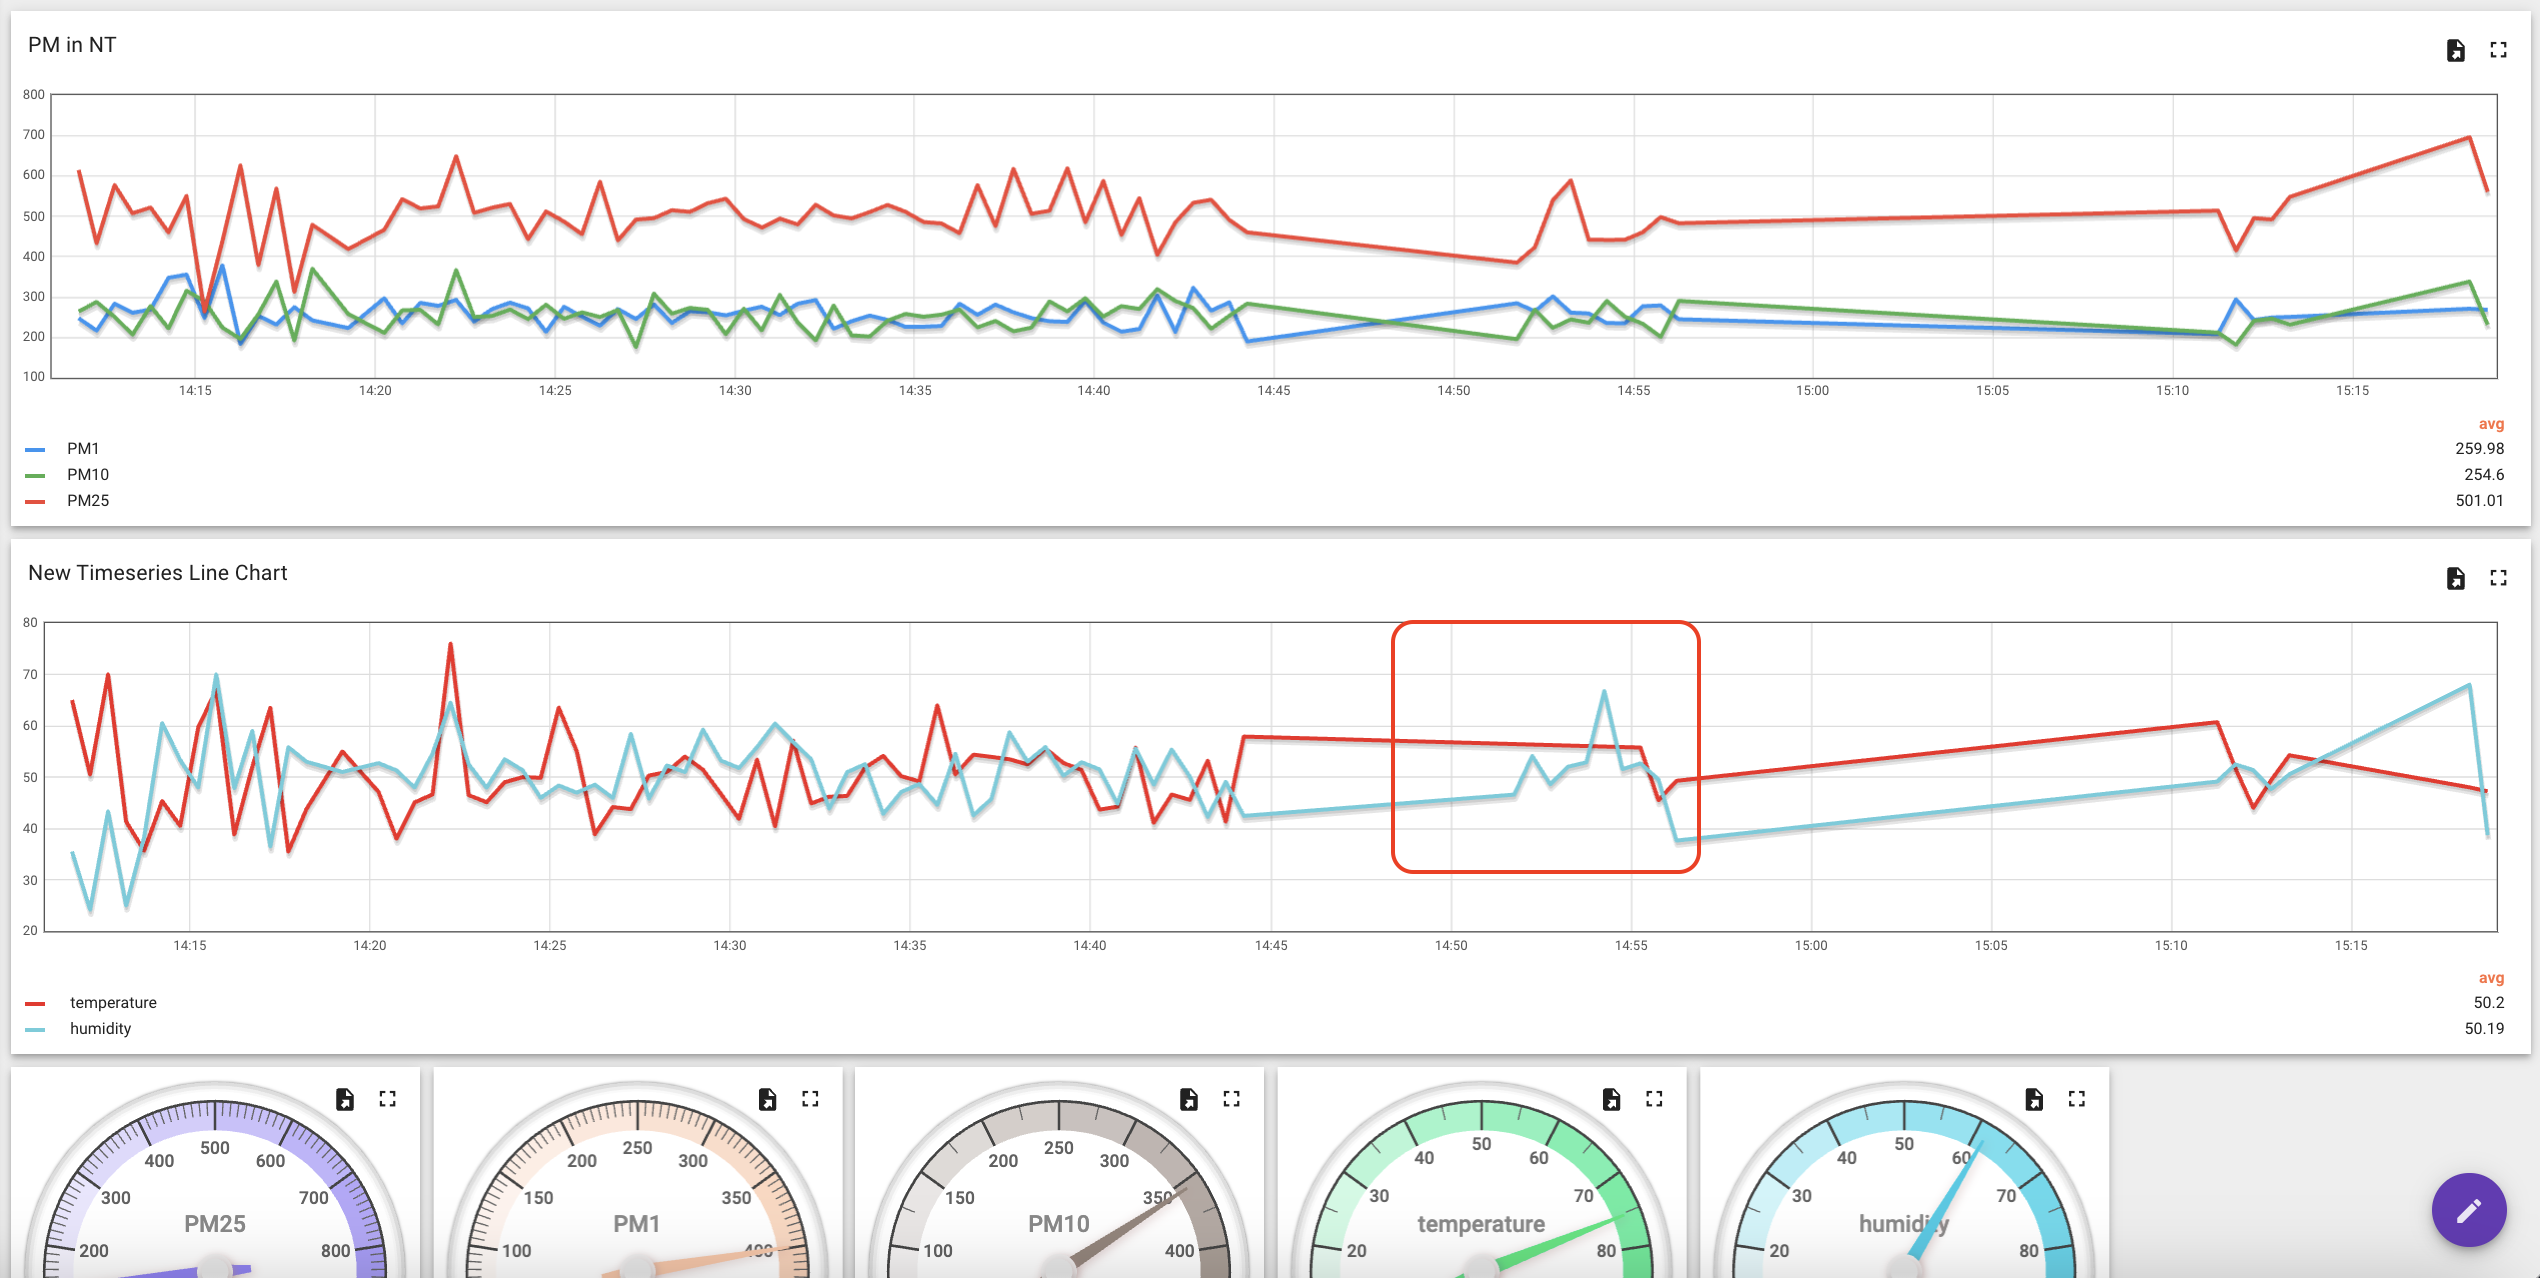 PM in NT
800
700
600
500
400
300
200
100
14:15 14:20 14:25 14:30 14:35 14:40 14:45 14:50 14:55 15:00 15:05 15:10 15:15
avg
PM1 259.98
PM10 254.6
PM25 501.01
New Timeseries Line Chart
80
70
60
50
40
30
20
14:15 14:20 14:25 14:30 14:35 14:40 14:45 14:50 14:55 15:00 15:05 15:10 15:15
avg
temperature 50.2
humidity 50.19
200 300 400 500 600 700 800
PM25
100 150 200 250 300 350 400
PM1
100 150 200 250 300 350 400
PM10
20 30 40 50 60 70 80
temperature
20 30 40 50 60 70 80
humidity